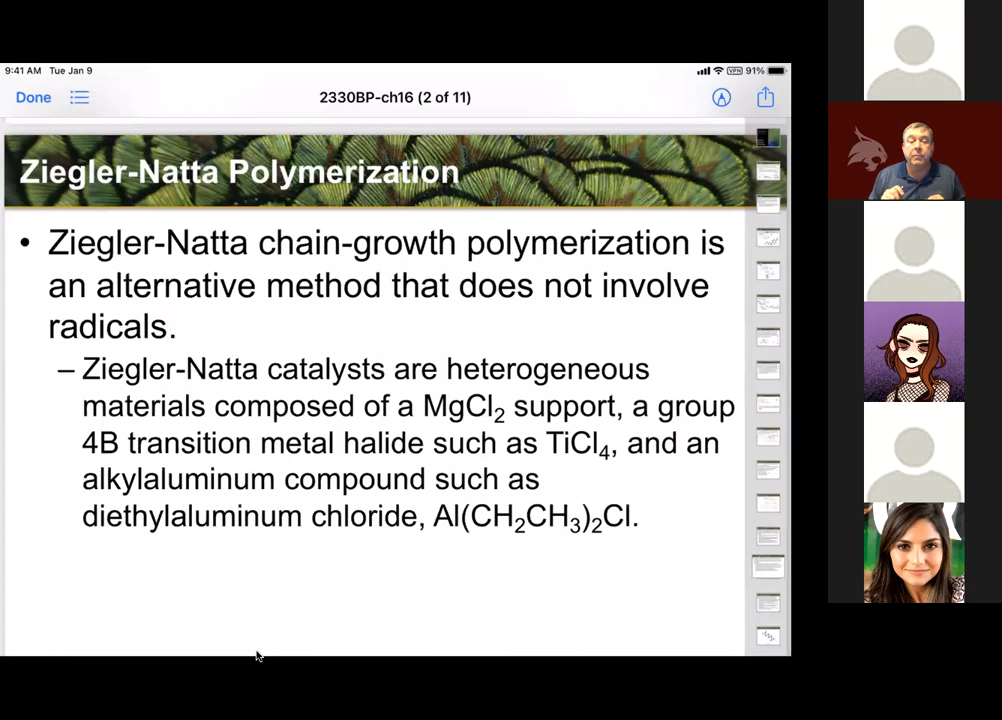 9:41 AM Tue Jan 9
VPN 91%
Done
2330BP-ch16 (2 of 11)
Ziegler-Natta Polymerization
• Ziegler-Natta chain-growth polymerization is
an alternative method that does not involve
radicals.
– Ziegler-Natta catalysts are heterogeneous
materials composed of a MgCl₂ support, a group
4B transition metal halide such as TiCl₄, and an
alkylaluminum compound such as
diethylaluminum chloride, Al(CH₂CH₃)₂Cl.